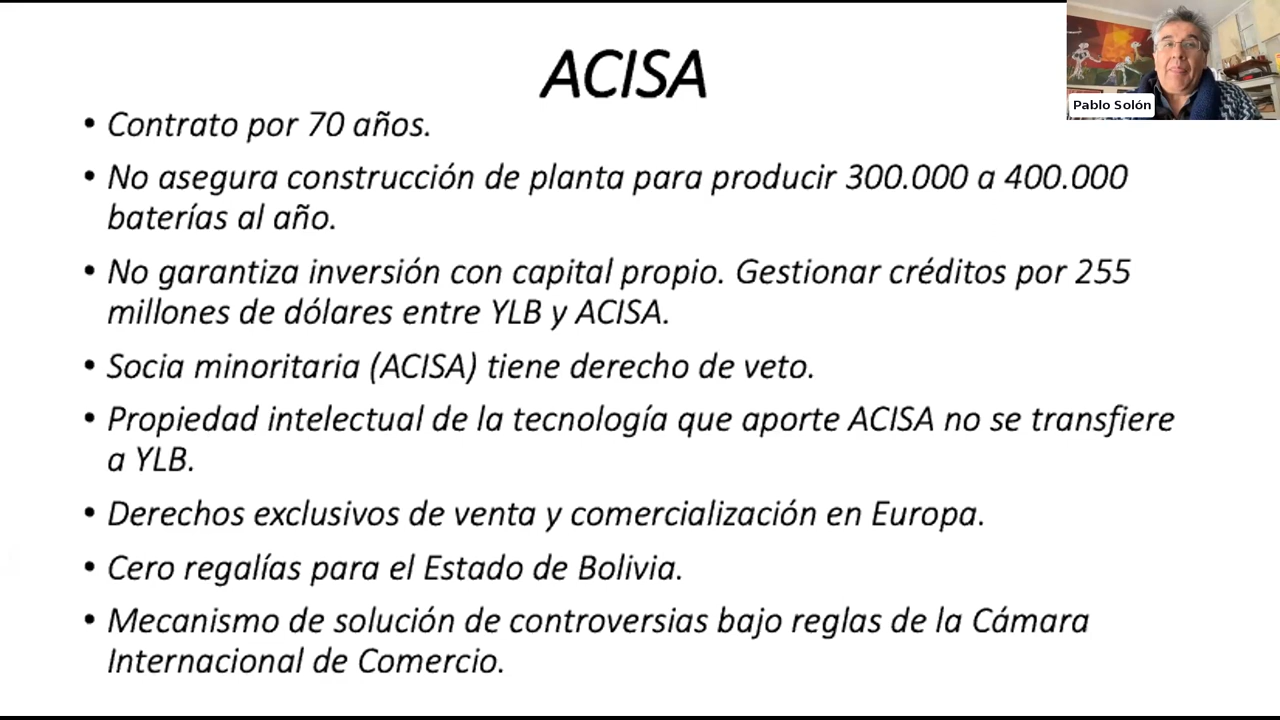 ACISA
Pablo Solón
• Contrato por 70 años.
• No asegura construcción de planta para producir 300.000 a 400.000
baterías al año.
• No garantiza inversión con capital propio. Gestionar créditos por 255
millones de dólares entre YLB y ACISA.
• Socia minoritaria (ACISA) tiene derecho de veto.
• Propiedad intelectual de la tecnología que aporte ACISA no se transfiere
a YLB.
• Derechos exclusivos de venta y comercialización en Europa.
• Cero regalías para el Estado de Bolivia.
• Mecanismo de solución de controversias bajo reglas de la Cámara
Internacional de Comercio.